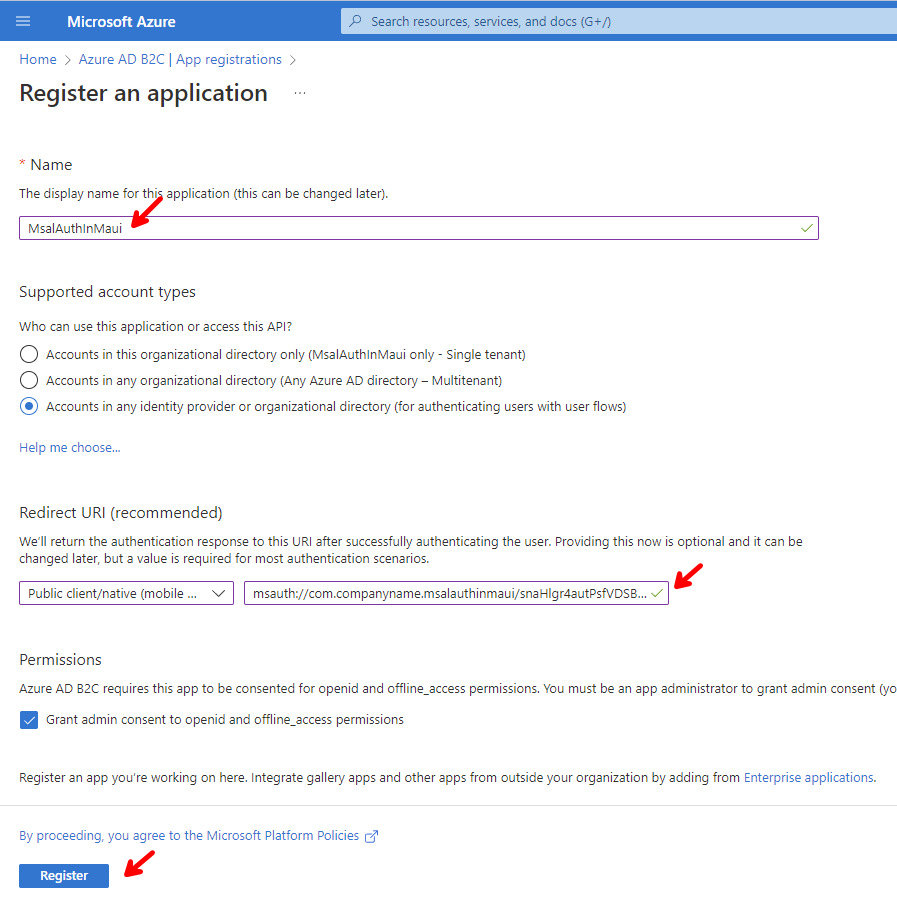 Microsoft Azure
Search resources, services, and docs (G+/)
Home > Azure AD B2C | App registrations >
Register an application ...
* Name
The display name for this application (this can be changed later).
MsalAuthInMaui
Supported account types
Who can use this application or access this API?
Accounts in this organizational directory only (MsalAuthInMaui only - Single tenant)
Accounts in any organizational directory (Any Azure AD directory – Multitenant)
Accounts in any identity provider or organizational directory (for authenticating users with user flows)
Help me choose...
Redirect URI (recommended)
We'll return the authentication response to this URI after successfully authenticating the user. Providing this now is optional and it can be
changed later, but a value is required for most authentication scenarios.
Public client/native (mobile ...
msauth://com.companyname.msalauthinmaui/snaHlgr4autPsfVDSB...
Permissions
Azure AD B2C requires this app to be consented for openid and offline_access permissions. You must be an app administrator to grant admin consent (yo
Grant admin consent to openid and offline_access permissions
Register an app you're working on here. Integrate gallery apps and other apps from outside your organization by adding from Enterprise applications.
By proceeding, you agree to the Microsoft Platform Policies
Register